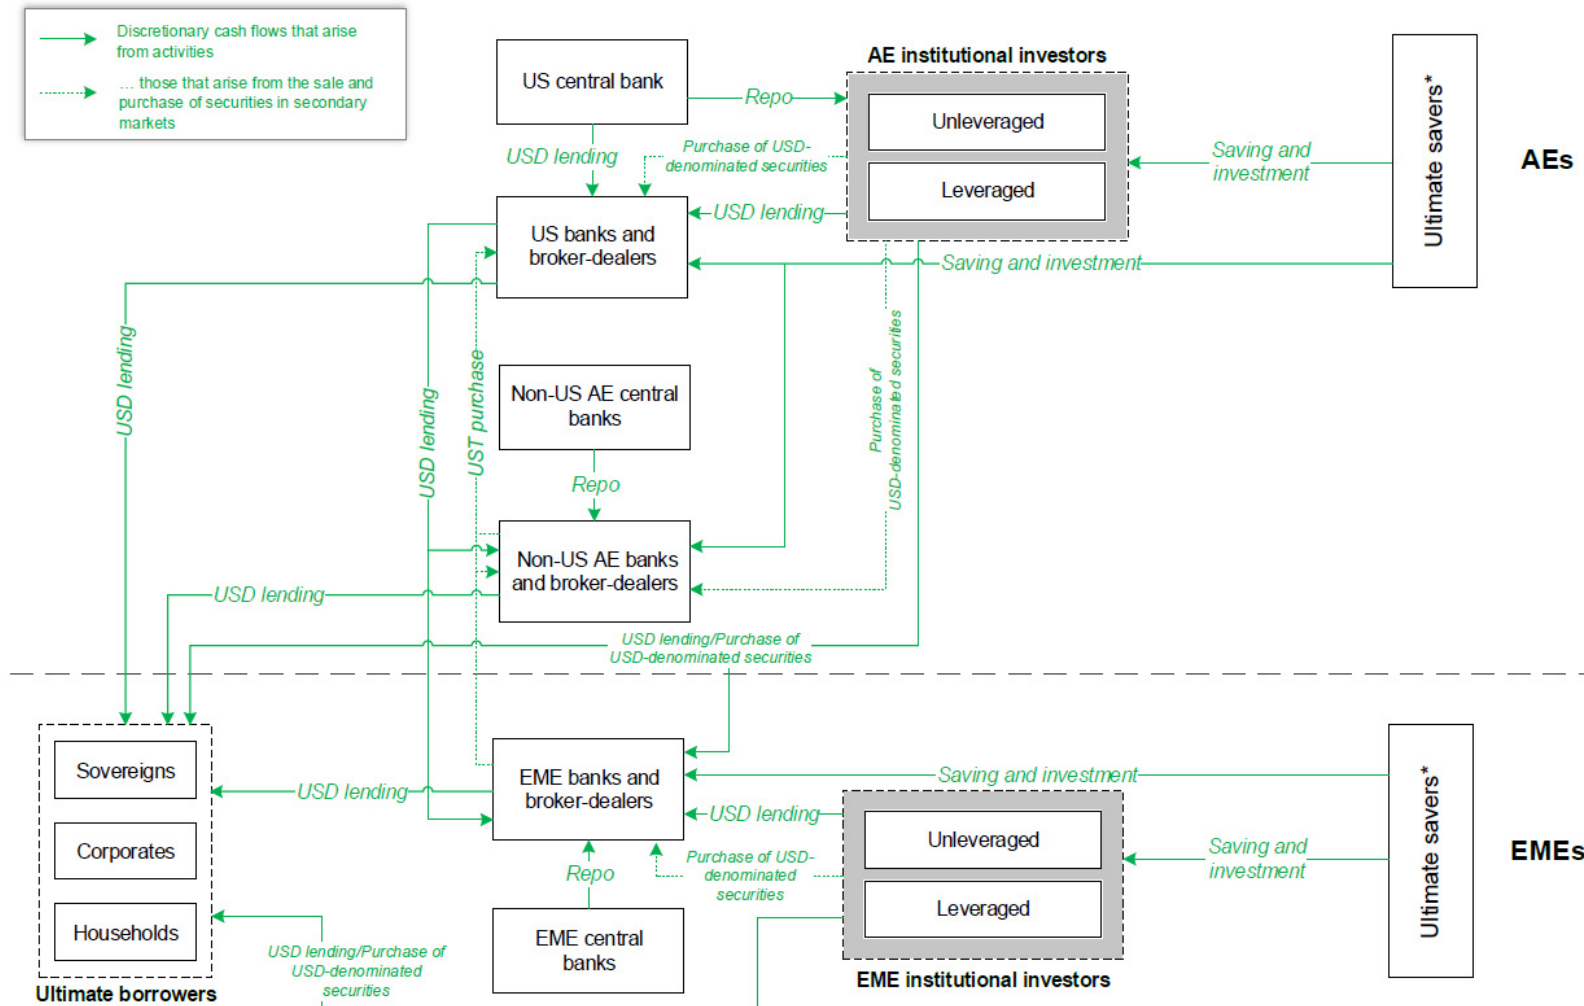 Discretionary cash flows that arise
from activities
... those that arise from the sale and
purchase of securities in secondary
markets
US central bank
Repo
AE institutional investors
Unleveraged
Leveraged
Saving and
investment
Ultimate savers*
AEs
USD lending
Purchase of USD-
denominated securities
USD lending
US banks and
broker-dealers
Saving and investment
USD lending
USD lending
UST purchase
Purchase of
USD-denominated securities
Non-US AE central
banks
Repo
Non-US AE banks
and broker-dealers
USD lending
USD lending/Purchase of
USD-denominated securities
Sovereigns
Corporates
Households
Ultimate borrowers
USD lending
EME banks and
broker-dealers
Saving and investment
USD lending
Purchase of USD-
denominated
securities
Repo
EME central
banks
Unleveraged
Leveraged
EME institutional investors
Saving and
investment
Ultimate savers*
EMEs
USD lending/Purchase of
USD-denominated
securities